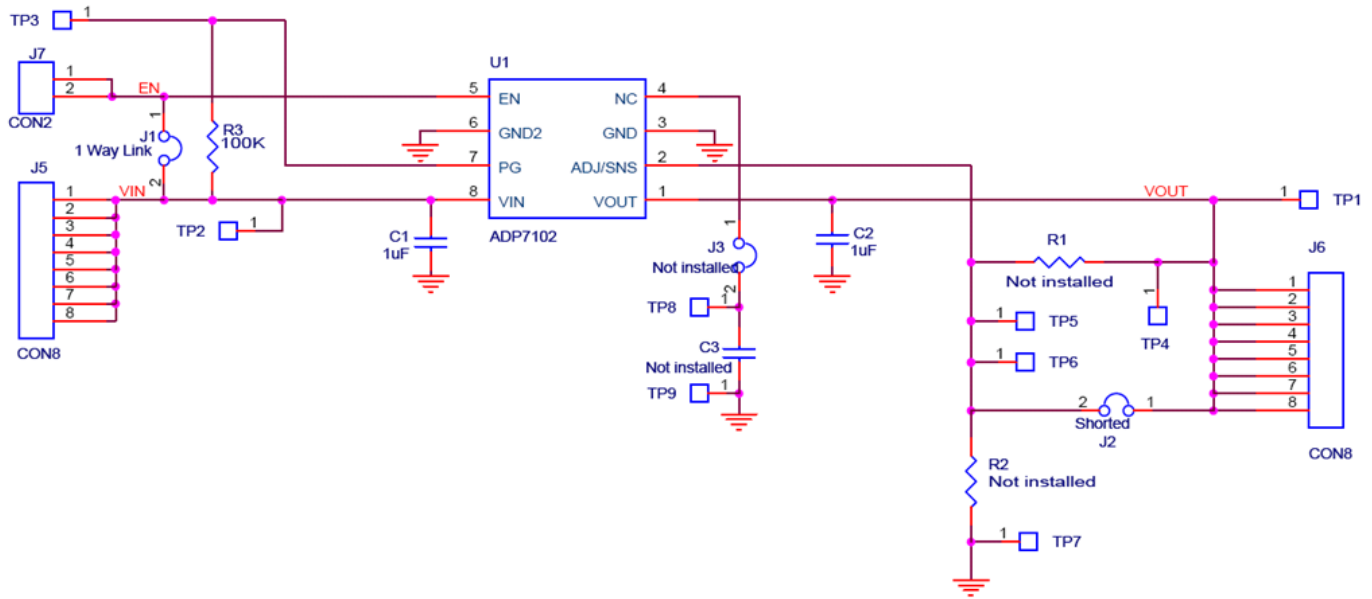 TP3 1
J7
1
2
CON2
EN
1
J1
1 Way Link
2
R3
100K
J5
1
2
3
4
5
6
7
8
CON8
VIN
TP2 1
C1
1uF
U1
5 EN
6 GND2
7 PG
8 VIN
NC 4
GND 3
ADJ/SNS 2
VOUT 1
ADP7102
1
J3
Not installed
2
TP8 1
C3
Not installed
TP9 1
C2
1uF
VOUT
1 TP1
R1
Not installed
1
TP4
1 TP5
1 TP6
2 1
Shorted
J2
R2
Not installed
1 TP7
J6
1
2
3
4
5
6
7
8
CON8